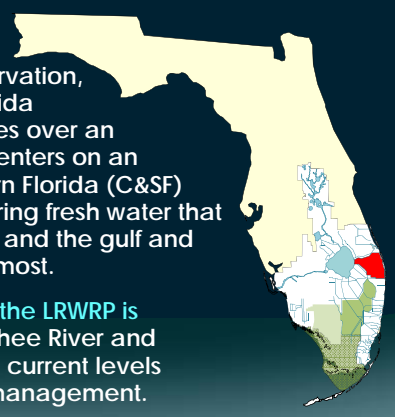 rvation,
ida
es over an
enters on an
rn Florida (C&SF)
ring fresh water that
and the gulf and
most.
the LRWRP is
hee River and
current levels
management.